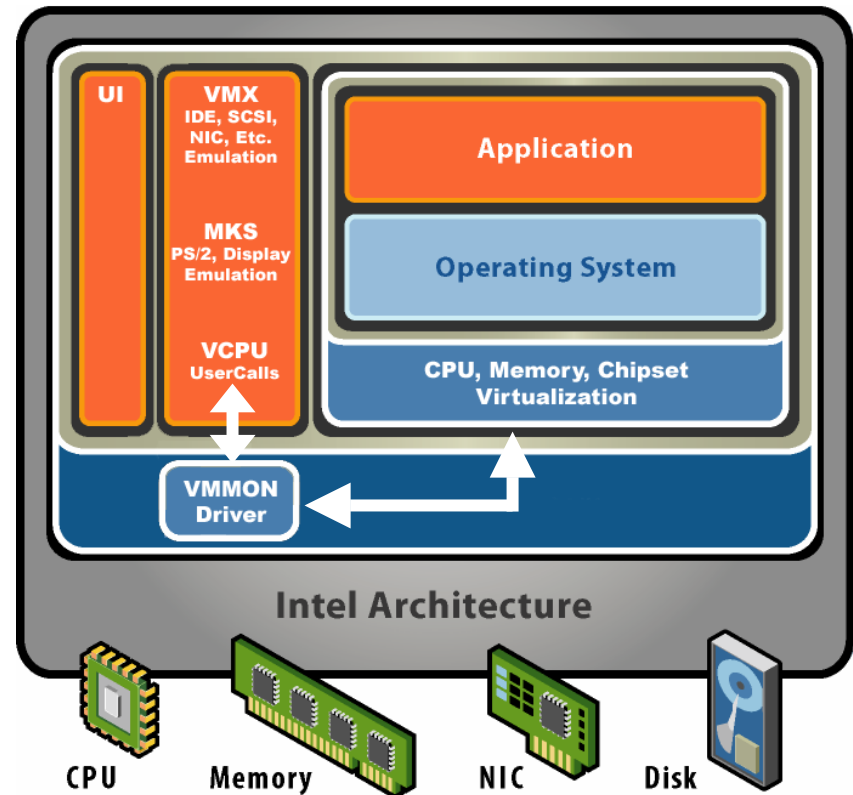 UI
VMX
IDE, SCSI,
NIC, Etc.
Emulation
MKS
PS/2, Display
Emulation
VCPU
UserCalls
Application
Operating System
CPU, Memory, Chipset
Virtualization
VMMON
Driver
Intel Architecture
CPU
Memory
NIC
Disk